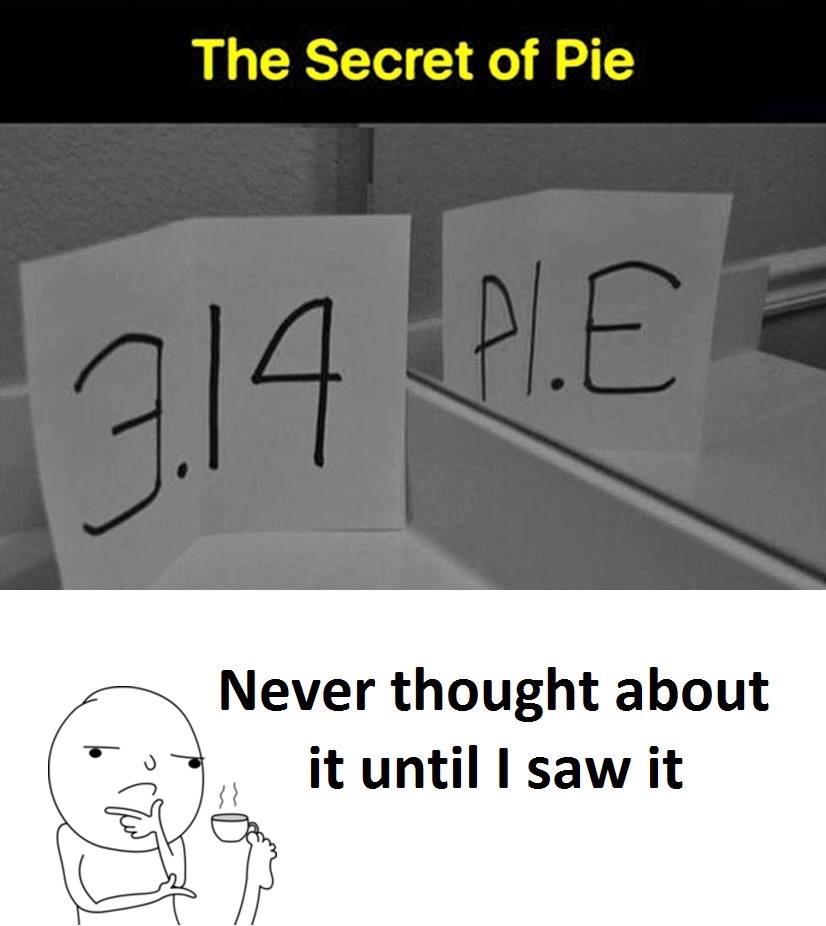 The Secret of Pie
3.14
PI.E
Never thought about
it until I saw it